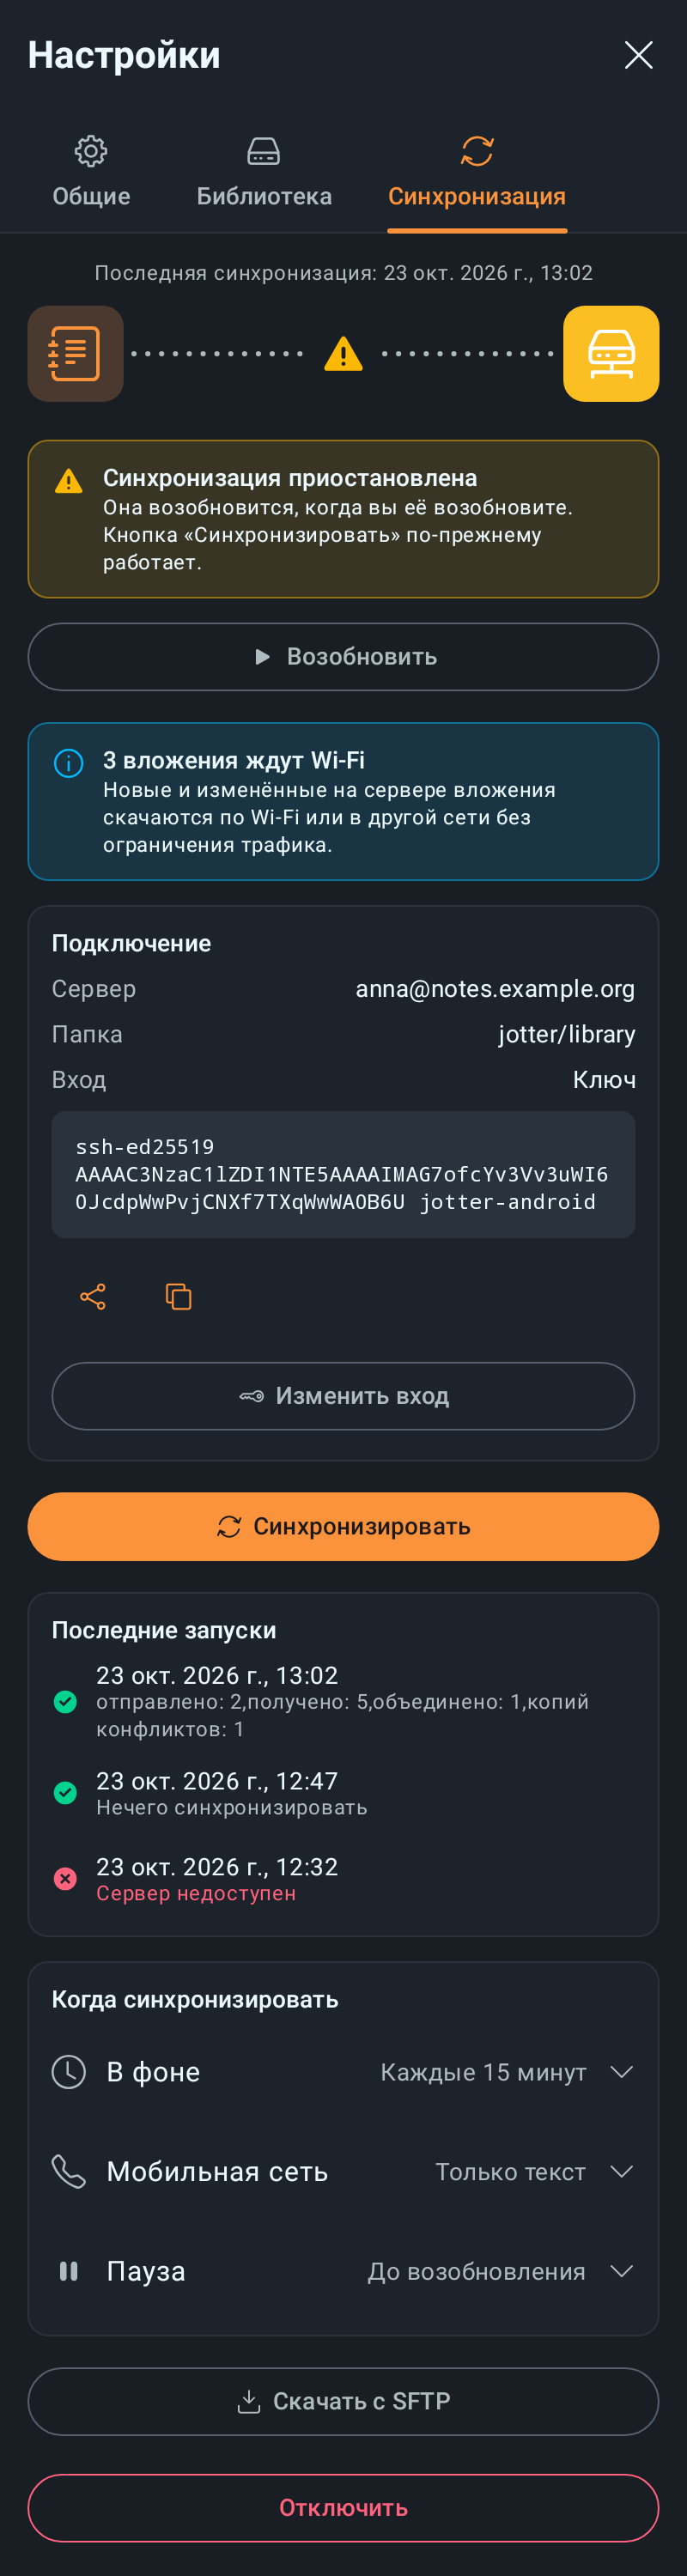 Настройки
Общие
Библиотека
Синхронизация
Последняя синхронизация: 23 окт. 2026 г., 13:02
Синхронизация приостановлена
Она возобновится, когда вы её возобновите.
Кнопка «Синхронизировать» по-прежнему
работает.
Возобновить
3 вложения ждут Wi-Fi
Новые и изменённые на сервере вложения
скачаются по Wi-Fi или в другой сети без
ограничения трафика.
Подключение
Сервер anna@notes.example.org
Папка jotter/library
Вход Ключ
ssh-ed25519
AAAAC3NzaC1lZDI1NTE5AAAAIMAG7ofcYv3Vv3uWI6
OJcdpWwPvjCNXf7TXqWwWAOB6U jotter-android
Изменить вход
Синхронизировать
Последние запуски
23 окт. 2026 г., 13:02
отправлено: 2,получено: 5,объединено: 1,копий
конфликтов: 1
23 окт. 2026 г., 12:47
Нечего синхронизировать
23 окт. 2026 г., 12:32
Сервер недоступен
Когда синхронизировать
В фоне Каждые 15 минут
Мобильная сеть Только текст
Пауза До возобновления
Скачать с SFTP
Отключить